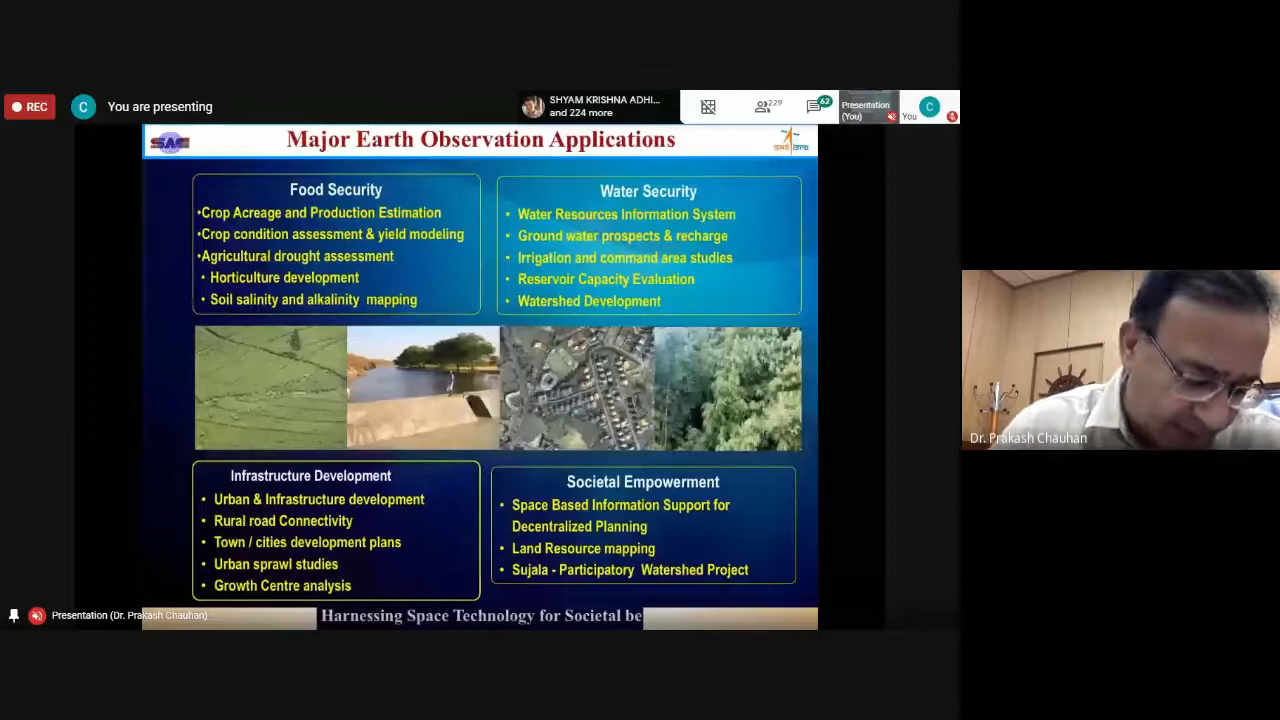 REC
C
You are presenting
SHYAM KRISHNA ADHI...
and 224 more
229
62
Presentation
(You)
You
C
SAC
Major Earth Observation Applications
इसरो isro
Food Security
•Crop Acreage and Production Estimation
•Crop condition assessment & yield modeling
•Agricultural drought assessment
• Horticulture development
• Soil salinity and alkalinity mapping
Water Security
• Water Resources Information System
• Ground water prospects & recharge
• Irrigation and command area studies
• Reservoir Capacity Evaluation
• Watershed Development
Infrastructure Development
• Urban & Infrastructure development
• Rural road Connectivity
• Town / cities development plans
• Urban sprawl studies
• Growth Centre analysis
Societal Empowerment
• Space Based Information Support for
Decentralized Planning
• Land Resource mapping
• Sujala - Participatory Watershed Project
Presentation (Dr. Prakash Chauhan)
Harnessing Space Technology for Societal be
Dr. Prakash Chauhan